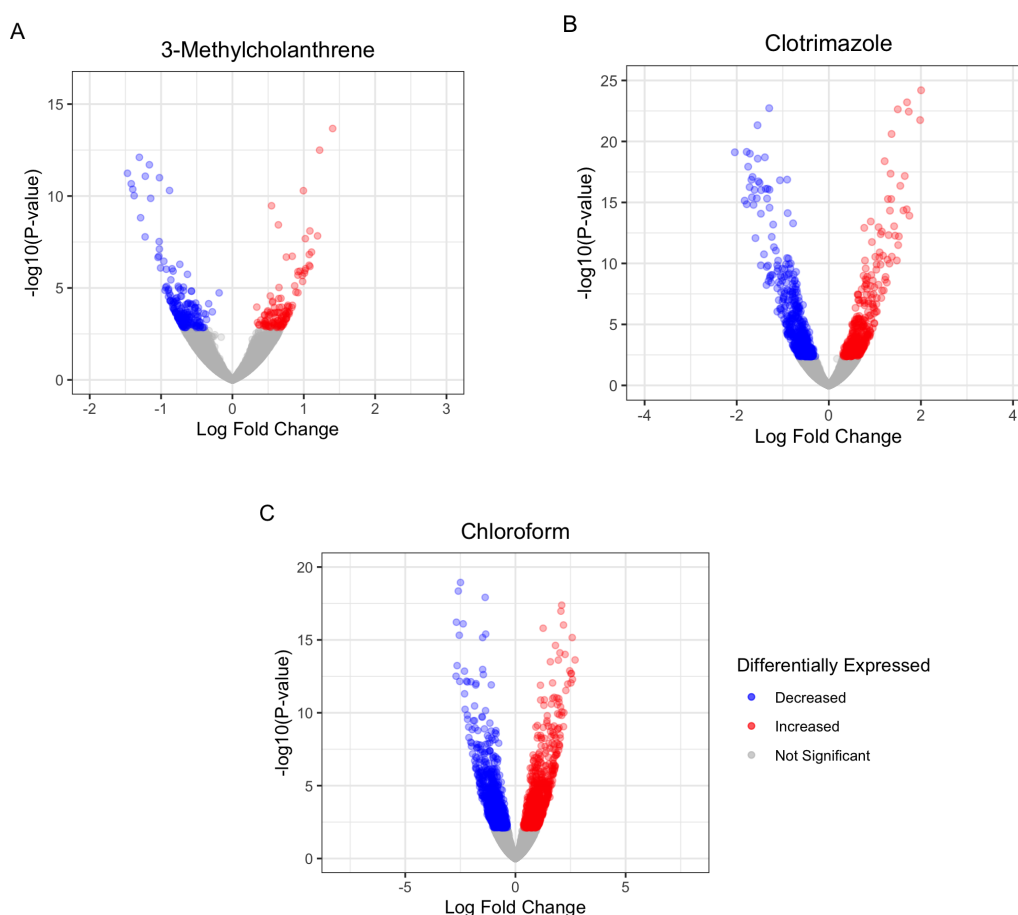 A
3-Methylcholanthrene
-log10(P-value)
15
10
5
0
-2
-1
0
1
2
3
Log Fold Change
B
Clotrimazole
-log10(P-value)
25
20
15
10
5
0
-4
-2
0
2
4
Log Fold Change
C
Chloroform
-log10(P-value)
20
15
10
5
0
-5
0
5
Log Fold Change
Differentially Expressed
Decreased
Increased
Not Significant